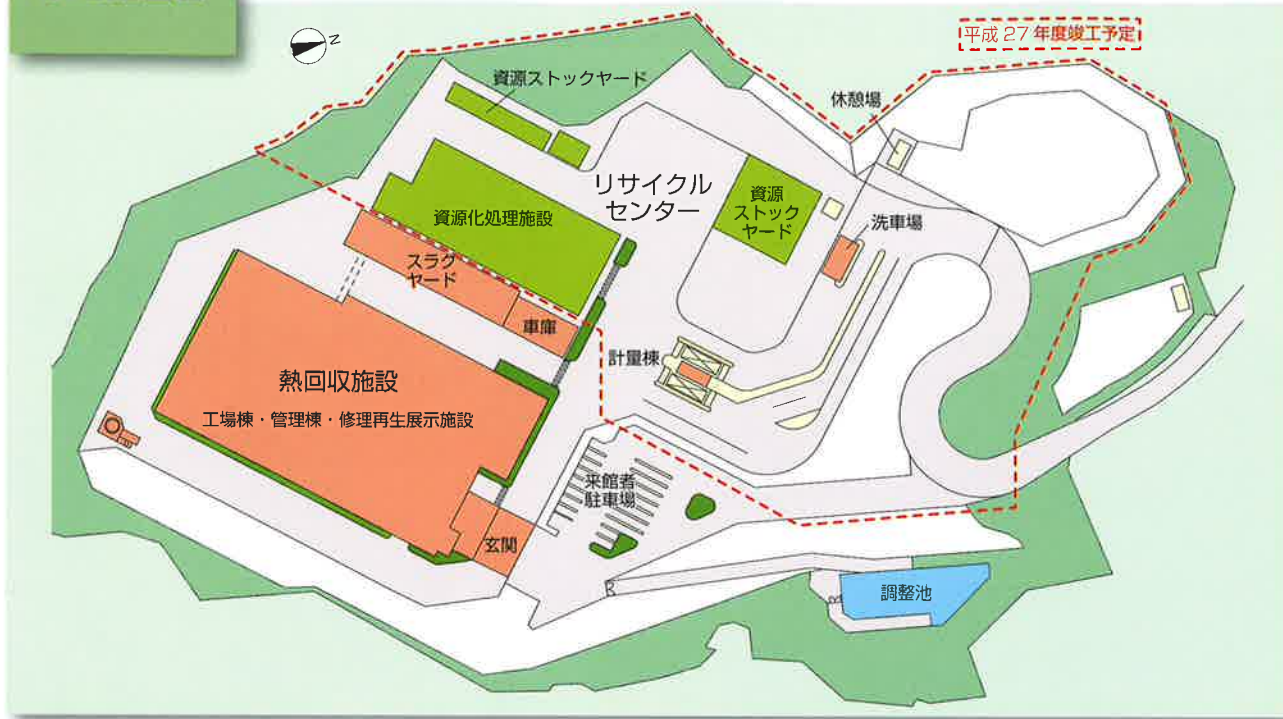 平成27年度竣工予定
N
資源ストックヤード
休憩場
リサイクル
センター
資源
ストック
ヤード
資源化処理施設
洗車場
スラグ
ヤード
車庫
計量棟
熱回収施設
工場棟・管理棟・修理再生展示施設
来館者
駐車場
玄関
調整池